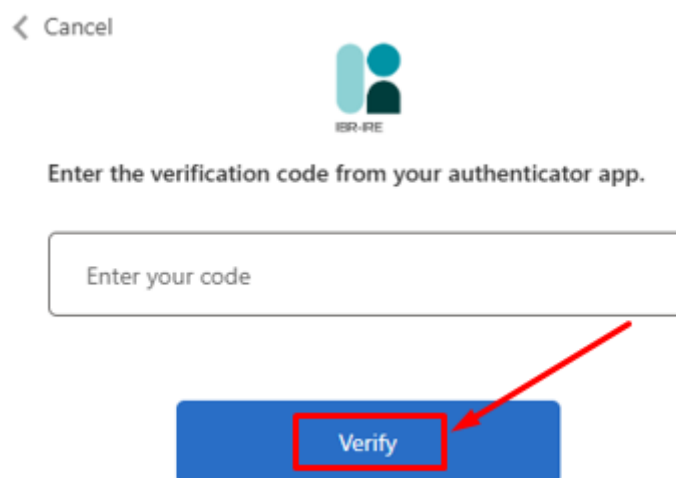 Cancel
IBR-IRE
Enter the verification code from your authenticator app.
Enter your code
Verify